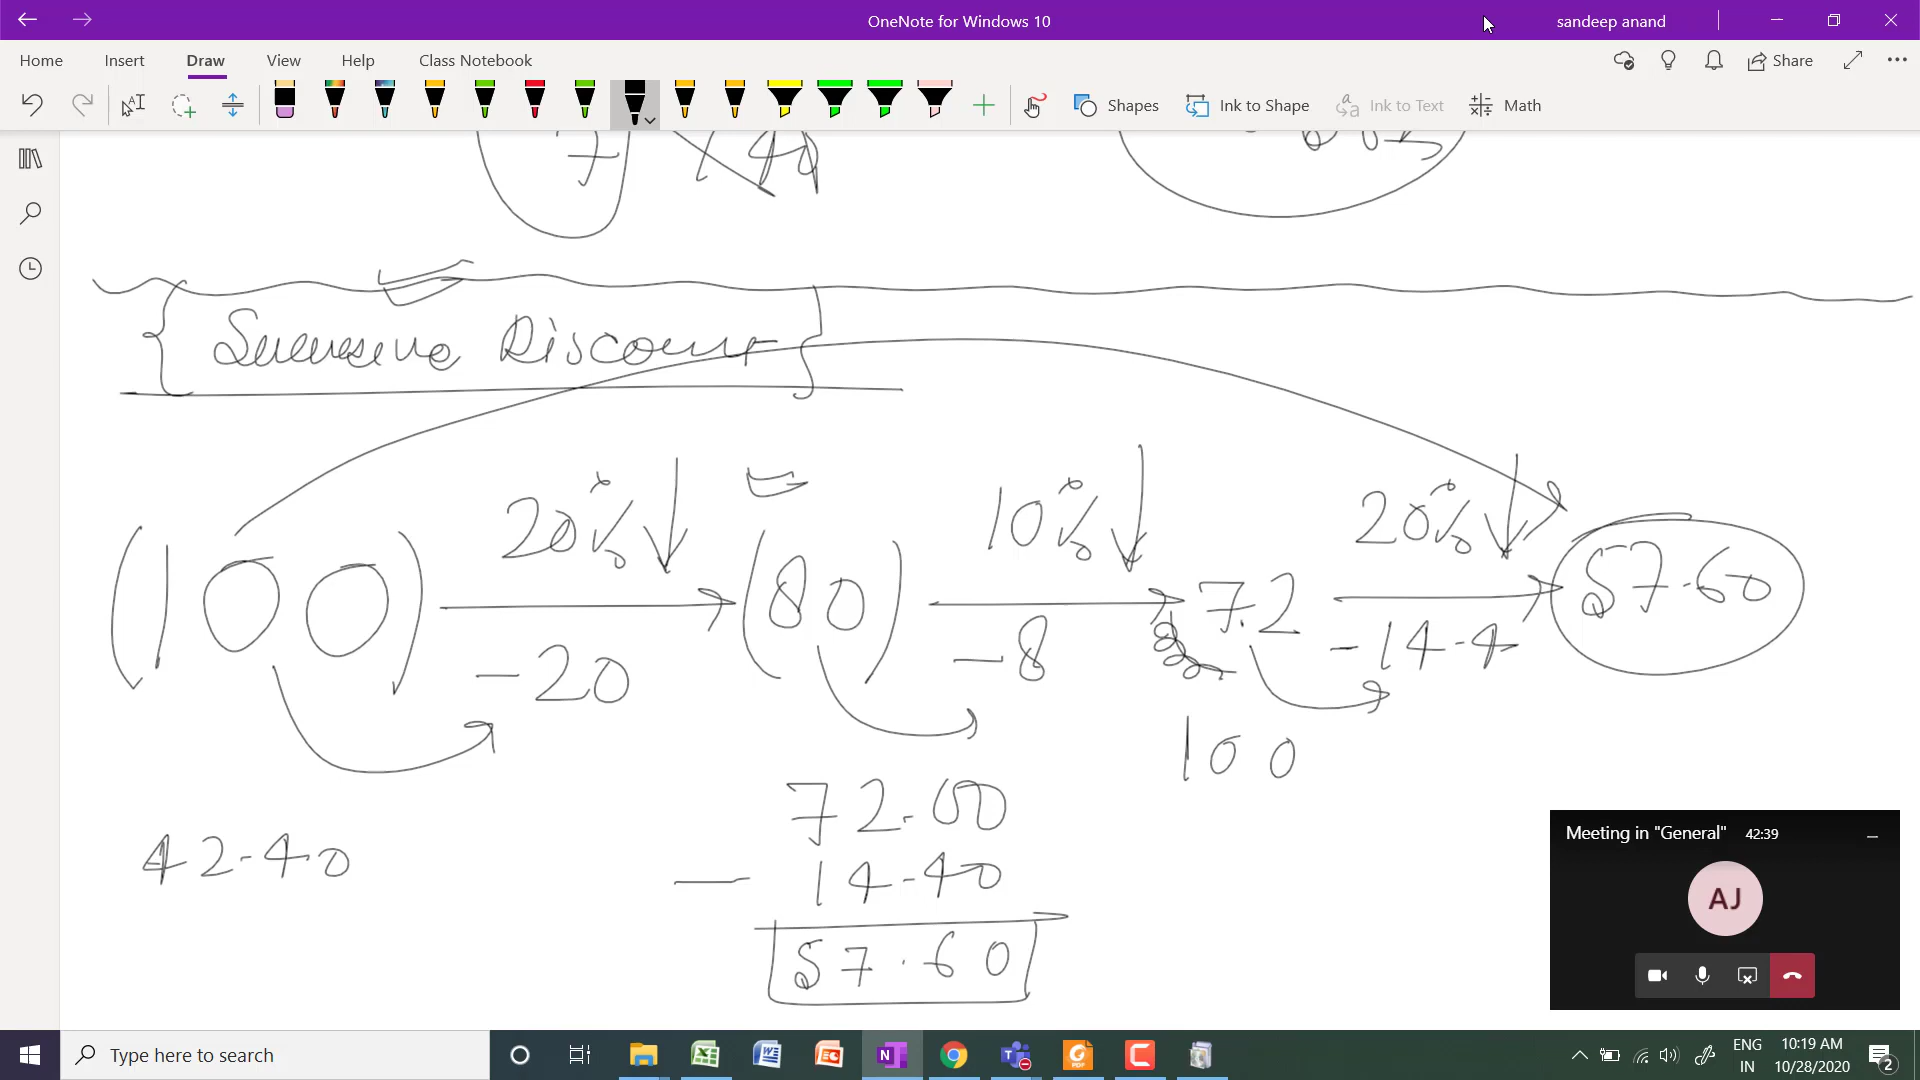 OneNote for Windows 10
sandeep anand
Home Insert Draw View Help Class Notebook
Share
Shapes Ink to Shape Ink to Text Math
7
Successive Discount
20% 10% 20%
(100) (80) 72 57.60
-20 -8 -14.4
100
72.00
42.40
- 14.40
57.60
Meeting in "General" 42:39
AJ
Type here to search
ENG
IN
10:19 AM
10/28/2020
2